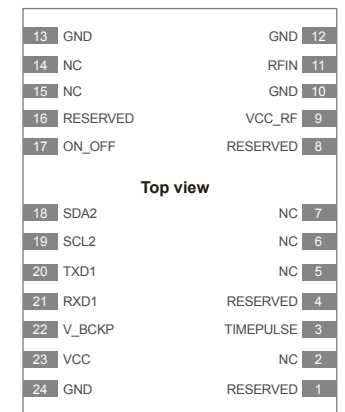 13 GND GND 12
14 NC RFIN 11
15 NC GND 10
16 RESERVED VCC_RF 9
17 ON_OFF RESERVED 8
Top view
18 SDA2 NC 7
19 SCL2 NC 6
20 TXD1 NC 5
21 RXD1 RESERVED 4
22 V_BCKP TIMEPULSE 3
23 VCC NC 2
24 GND RESERVED 1